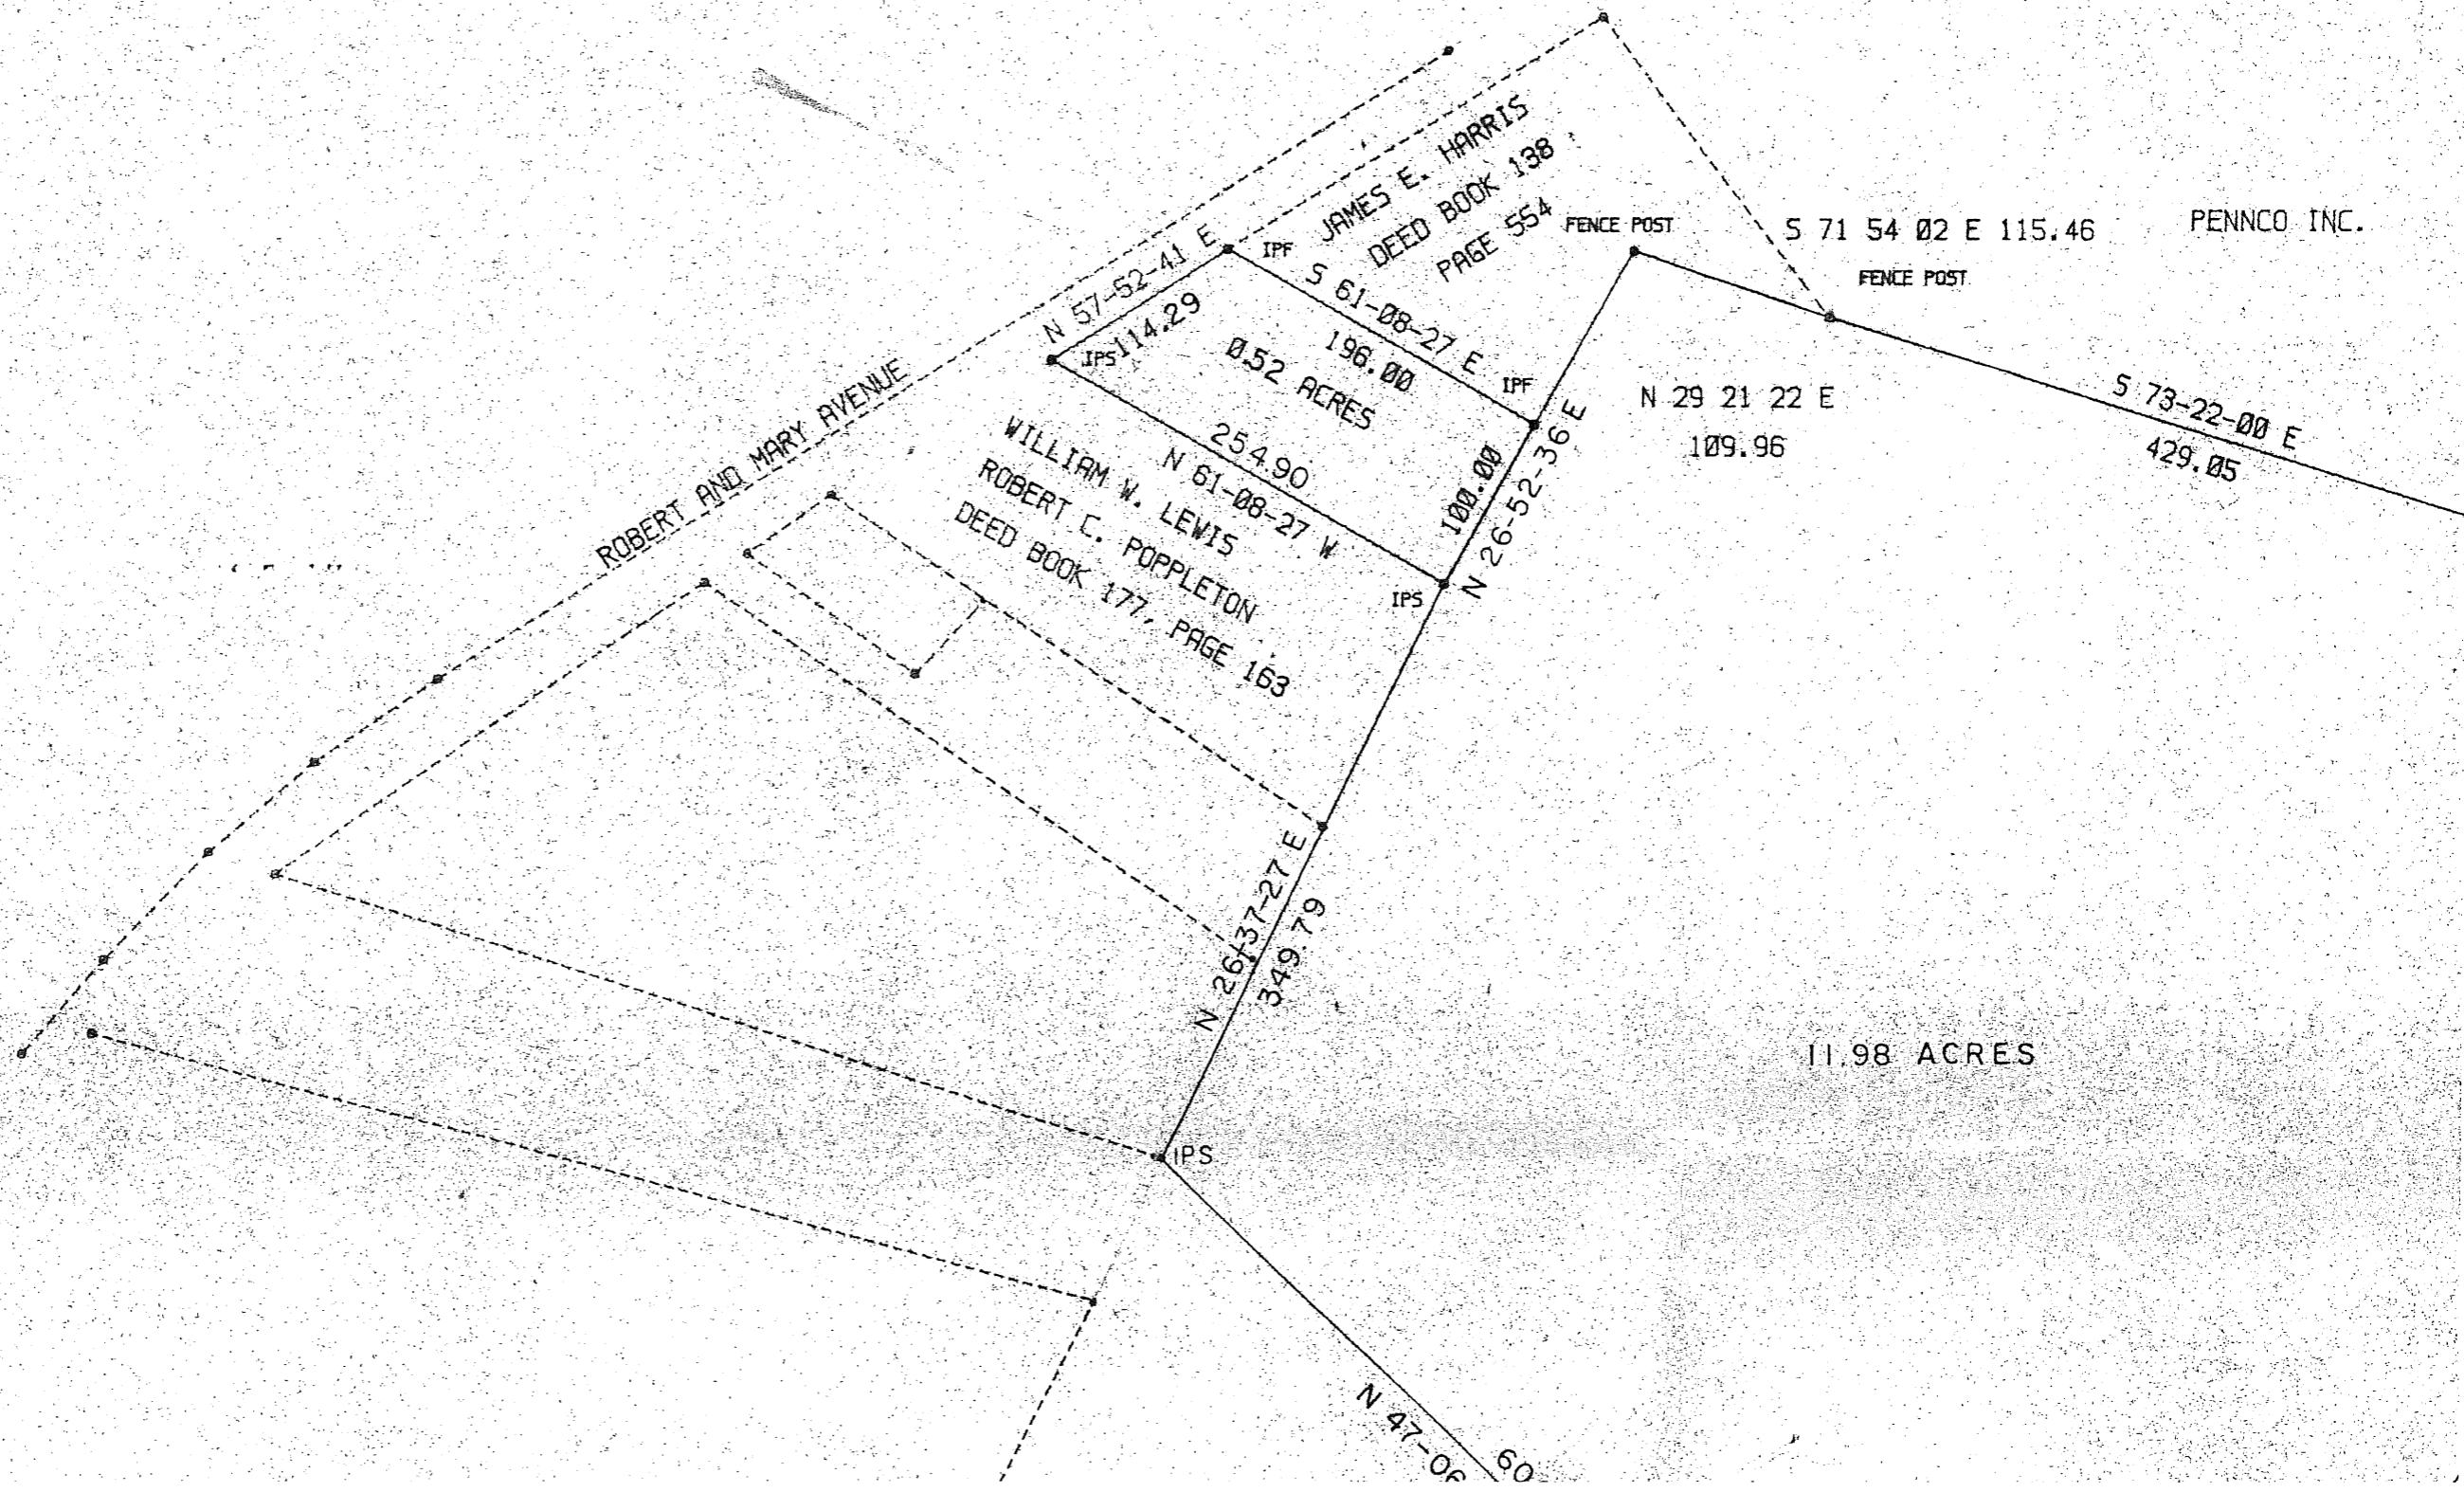 JAMES E. HARRIS
DEED BOOK 138
PAGE 554
FENCE POST
S 71 54 02 E 115.46
PENNCO INC.
FENCE POST
N 57-52-41 E
114.29
IPF
IPS
S 61-08-27 E
196.00
0.52 ACRES
IPF
254.90
N 61-08-27 W
100.00
N 26-52-36 E
N 29 21 22 E
109.96
S 73-22-00 E
429.05
ROBERT AND MARY AVENUE
WILLIAM W. LEWIS
ROBERT C. POPPLETON
DEED BOOK 177, PAGE 163
IPS
N 26-37-27 E
349.79
11.98 ACRES
IPS
N 47-06
60